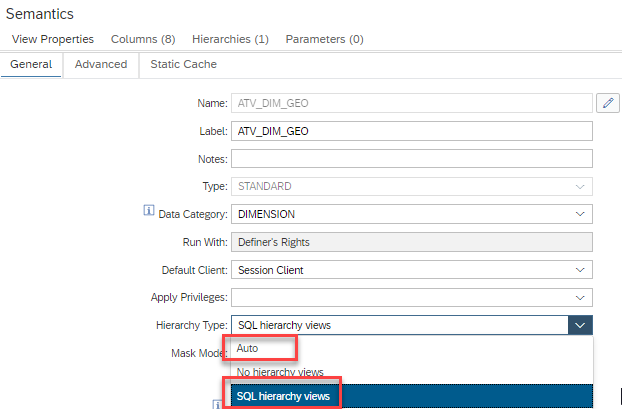 Semantics
View Properties Columns (8) Hierarchies (1) Parameters (0)
General Advanced Static Cache
Name: ATV_DIM_GEO
Label: ATV_DIM_GEO
Notes:
Type: STANDARD
Data Category: DIMENSION
Run With: Definer's Rights
Default Client: Session Client
Apply Privileges:
Hierarchy Type: SQL hierarchy views
Auto
Mask Mode:
No hierarchy views
SQL hierarchy views